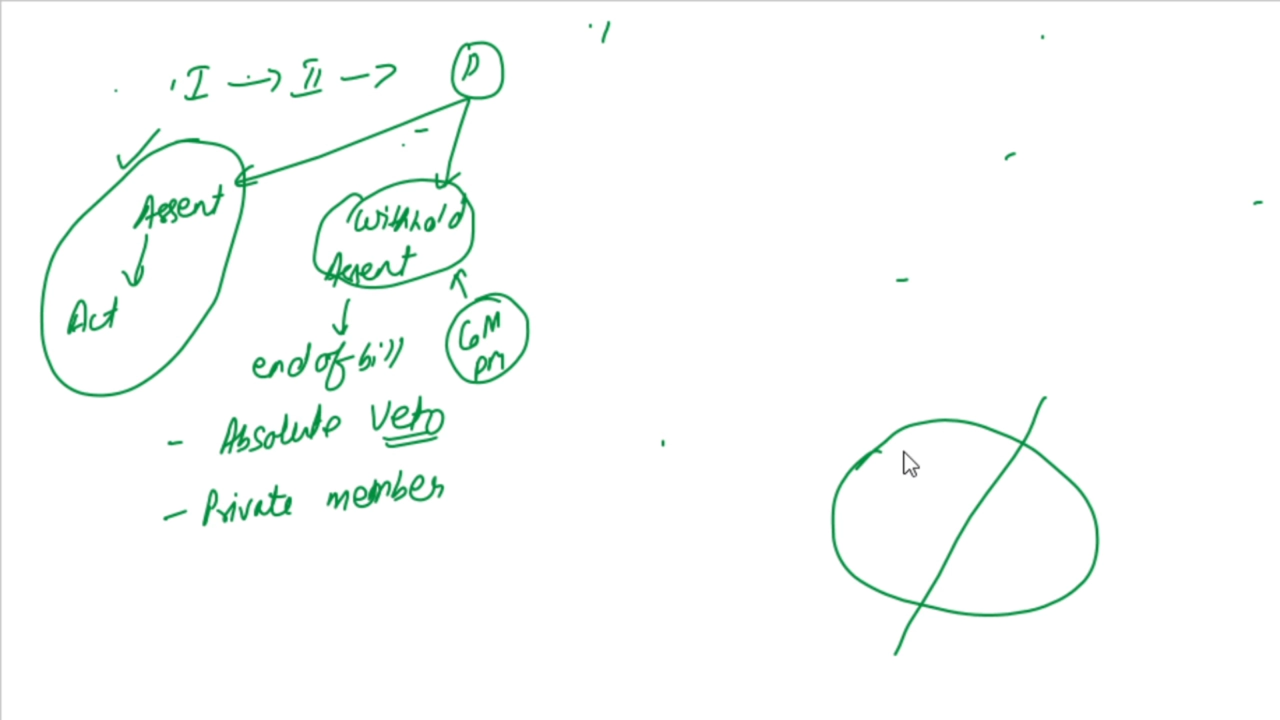 I → II → P
Assent
↓
Act
Withhold
Assent
↓
end of bill
CoM
PM
- Absolute Veto
- Private member